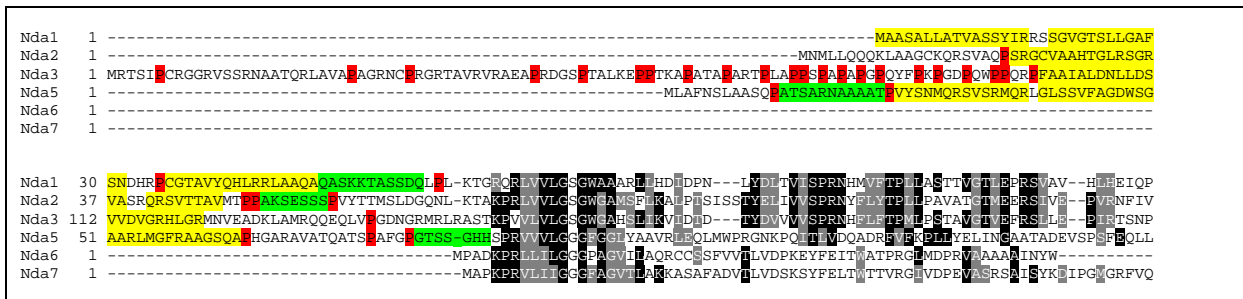 Nda1 1 ----------------------------------------------------------------------------------MAASALLATVASSYIRRSSGVGTSLLGAF
Nda2 1 --------------------------------------------------------------------------MNMLLQQQKLAAGCKQRSVAQPSRGCVAAHTGLRSGR
Nda3 1 MRTSIPCRGGRVSSRNAATQRLAVAPAGRNCPRGRTAVRVRAEAPRDGSPTALKEPPTKAPATAPARTPLAPPSPAPAPGPQYFPKPGDPQWPPQRPFAAIALDNLLDS
Nda5 1 ------------------------------------------------------------MLAFNSLAASQPATSARNAAAATPVYSNMQRSVSRMQRLGLSSVFAGDWSG
Nda6 1 ---------------------------------------------------------------------------------------------------------------
Nda7 1 ---------------------------------------------------------------------------------------------------------------
Nda1 30 SNDHRPCGTAVYQHLRRLAAQAQASKKTASSDQLPL-KTGRQRLVVLGSGWAAARLLHDIDPN---LYDLTVISPRNHMVFTPLLASTTVGTLEPRSVAV--HLHEIQP
Nda2 37 VASRQRSVTTAVMTPPAKSESSSPVYTTMSLDGQNL-KTAKPRLVVLGSGWGAMSFLKALPTSISSTYELIVVSPRNYFLYTPLLPAVATGTMEERSIVE--PVRNFIV
Nda3 112 VVDVGRHLGRMNVEADKLAMRQQEQLVPGDNGRMRLRASTKPVVLVLGSGWGAHSLIKVIDTD---TYDVVVVSPRNHFLFTPMLPSTAVGTVEFRSLLE--PIRTSNP
Nda5 51 AARLMGFRAAGSQAPHGARAVATQATSPAFGPGTSS-GHHSPRVVVLGGGFGGLYAAVRLEQLMWPRGNKPQITLVDQADRFVFKPLLYELINGAATADEVSPSFEQLL
Nda6 1 ----------------------------------------MPADKPRLLILGGGPAGVILAQRCCSSFVVTLVDPKEYFEITWATPRGLMDPRVAAAAAINYW----------
Nda7 1 ----------------------------------------MAPKPRVLIIGGGFAGVTLAKKASAFADVTLVDSKSYFELTWTTVRGIVDPEVASRSAISYKDIPGMGRFVQ